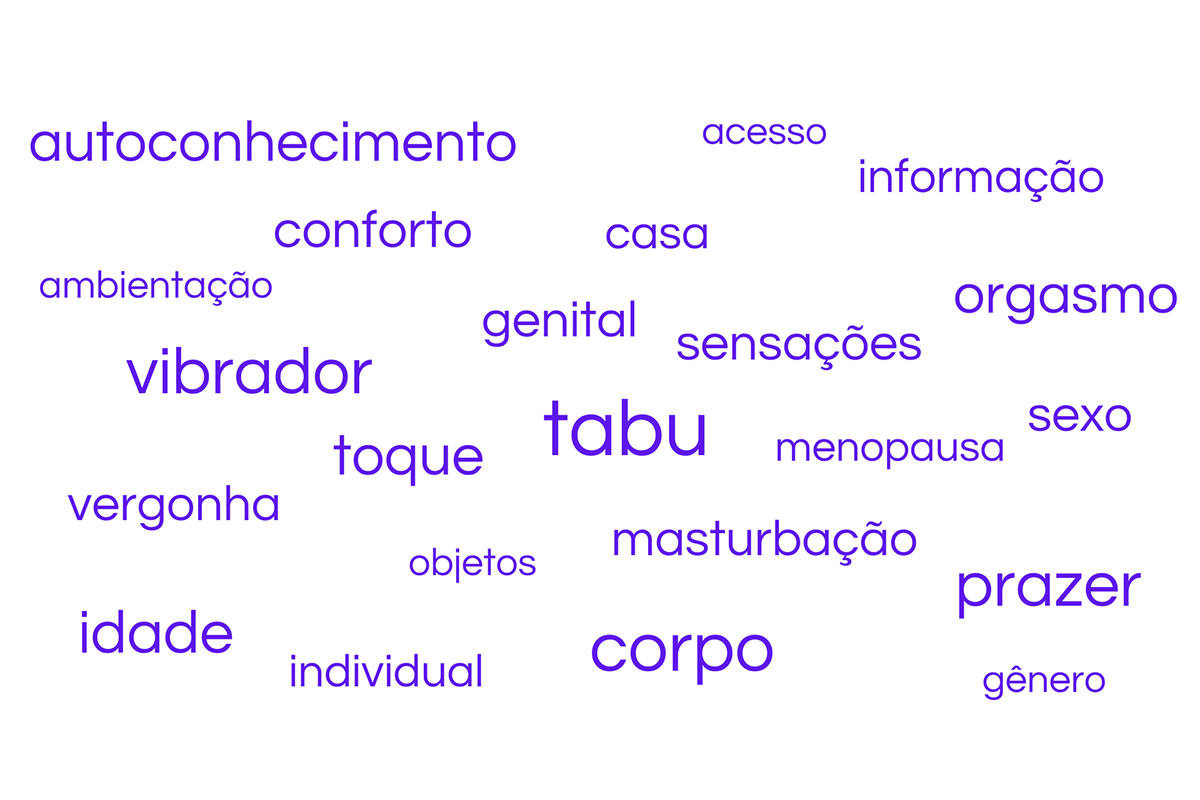 autoconhecimento
acesso
informação
conforto
casa
ambientação
orgasmo
genital
sensações
vibrador
tabu
sexo
toque
menopausa
vergonha
masturbação
objetos
prazer
idade
corpo
individual
gênero